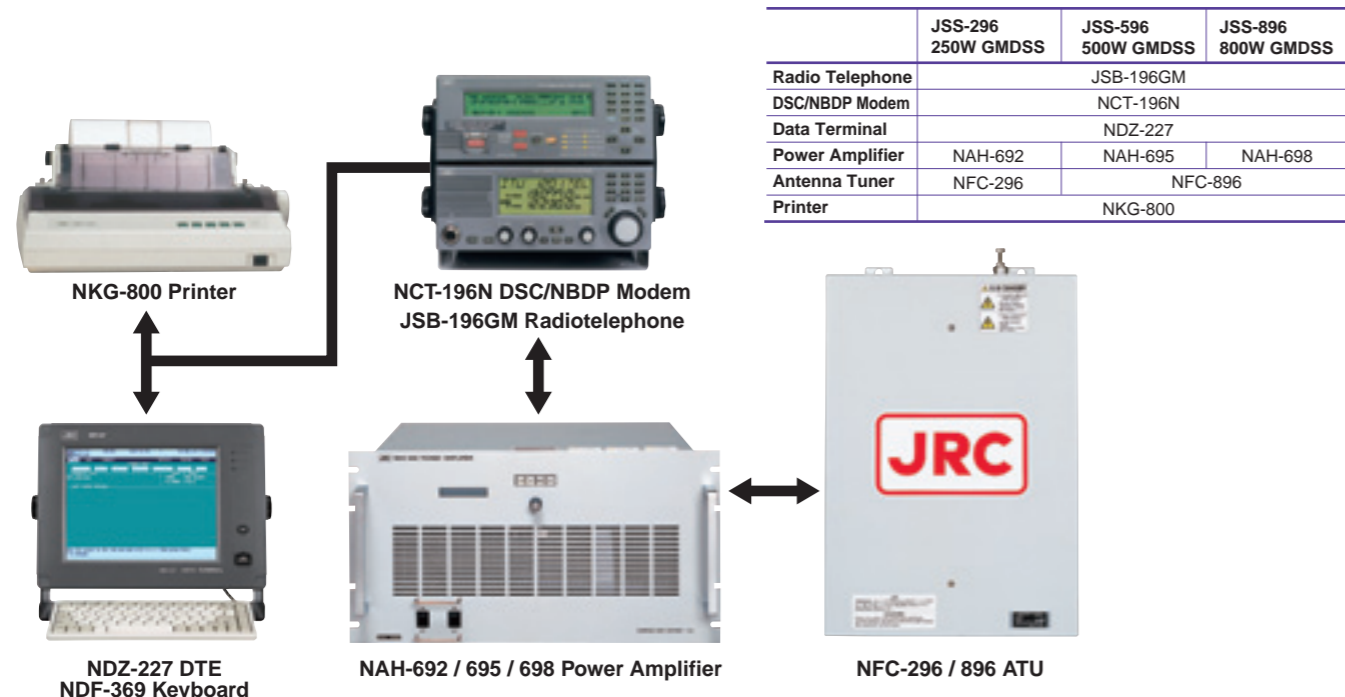 JSS-296 JSS-596 JSS-896
250W GMDSS 500W GMDSS 800W GMDSS
Radio Telephone JSB-196GM
DSC/NBDP Modem NCT-196N
Data Terminal NDZ-227
Power Amplifier NAH-692 NAH-695 NAH-698
Antenna Tuner NFC-296 NFC-896
Printer NKG-800
NKG-800 Printer
NCT-196N DSC/NBDP Modem
JSB-196GM Radiotelephone
JRC
NDZ-227 DTE
NDF-369 Keyboard
NAH-692 / 695 / 698 Power Amplifier
NFC-296 / 896 ATU